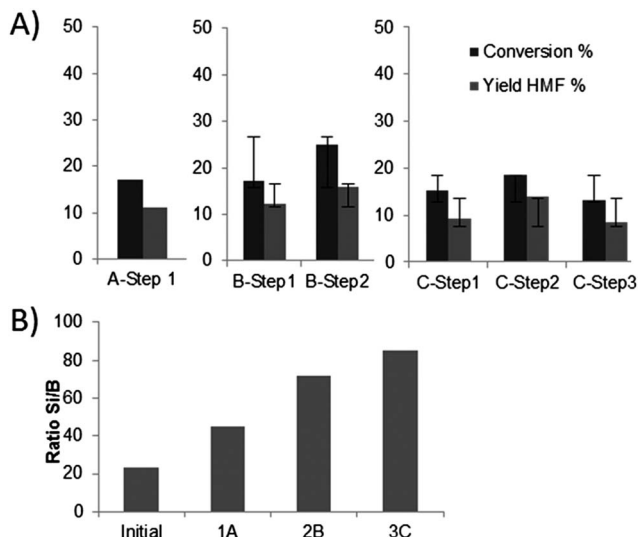 A)
50 50 50
40 40 40
30 30 30
20 20 20
10 10 10
0 0 0
Conversion %
Yield HMF %
A-Step 1 B-Step1 B-Step2 C-Step1 C-Step2 C-Step3
B)
Ratio Si/B
100
80
60
40
20
0
Initial 1A 2B 3C